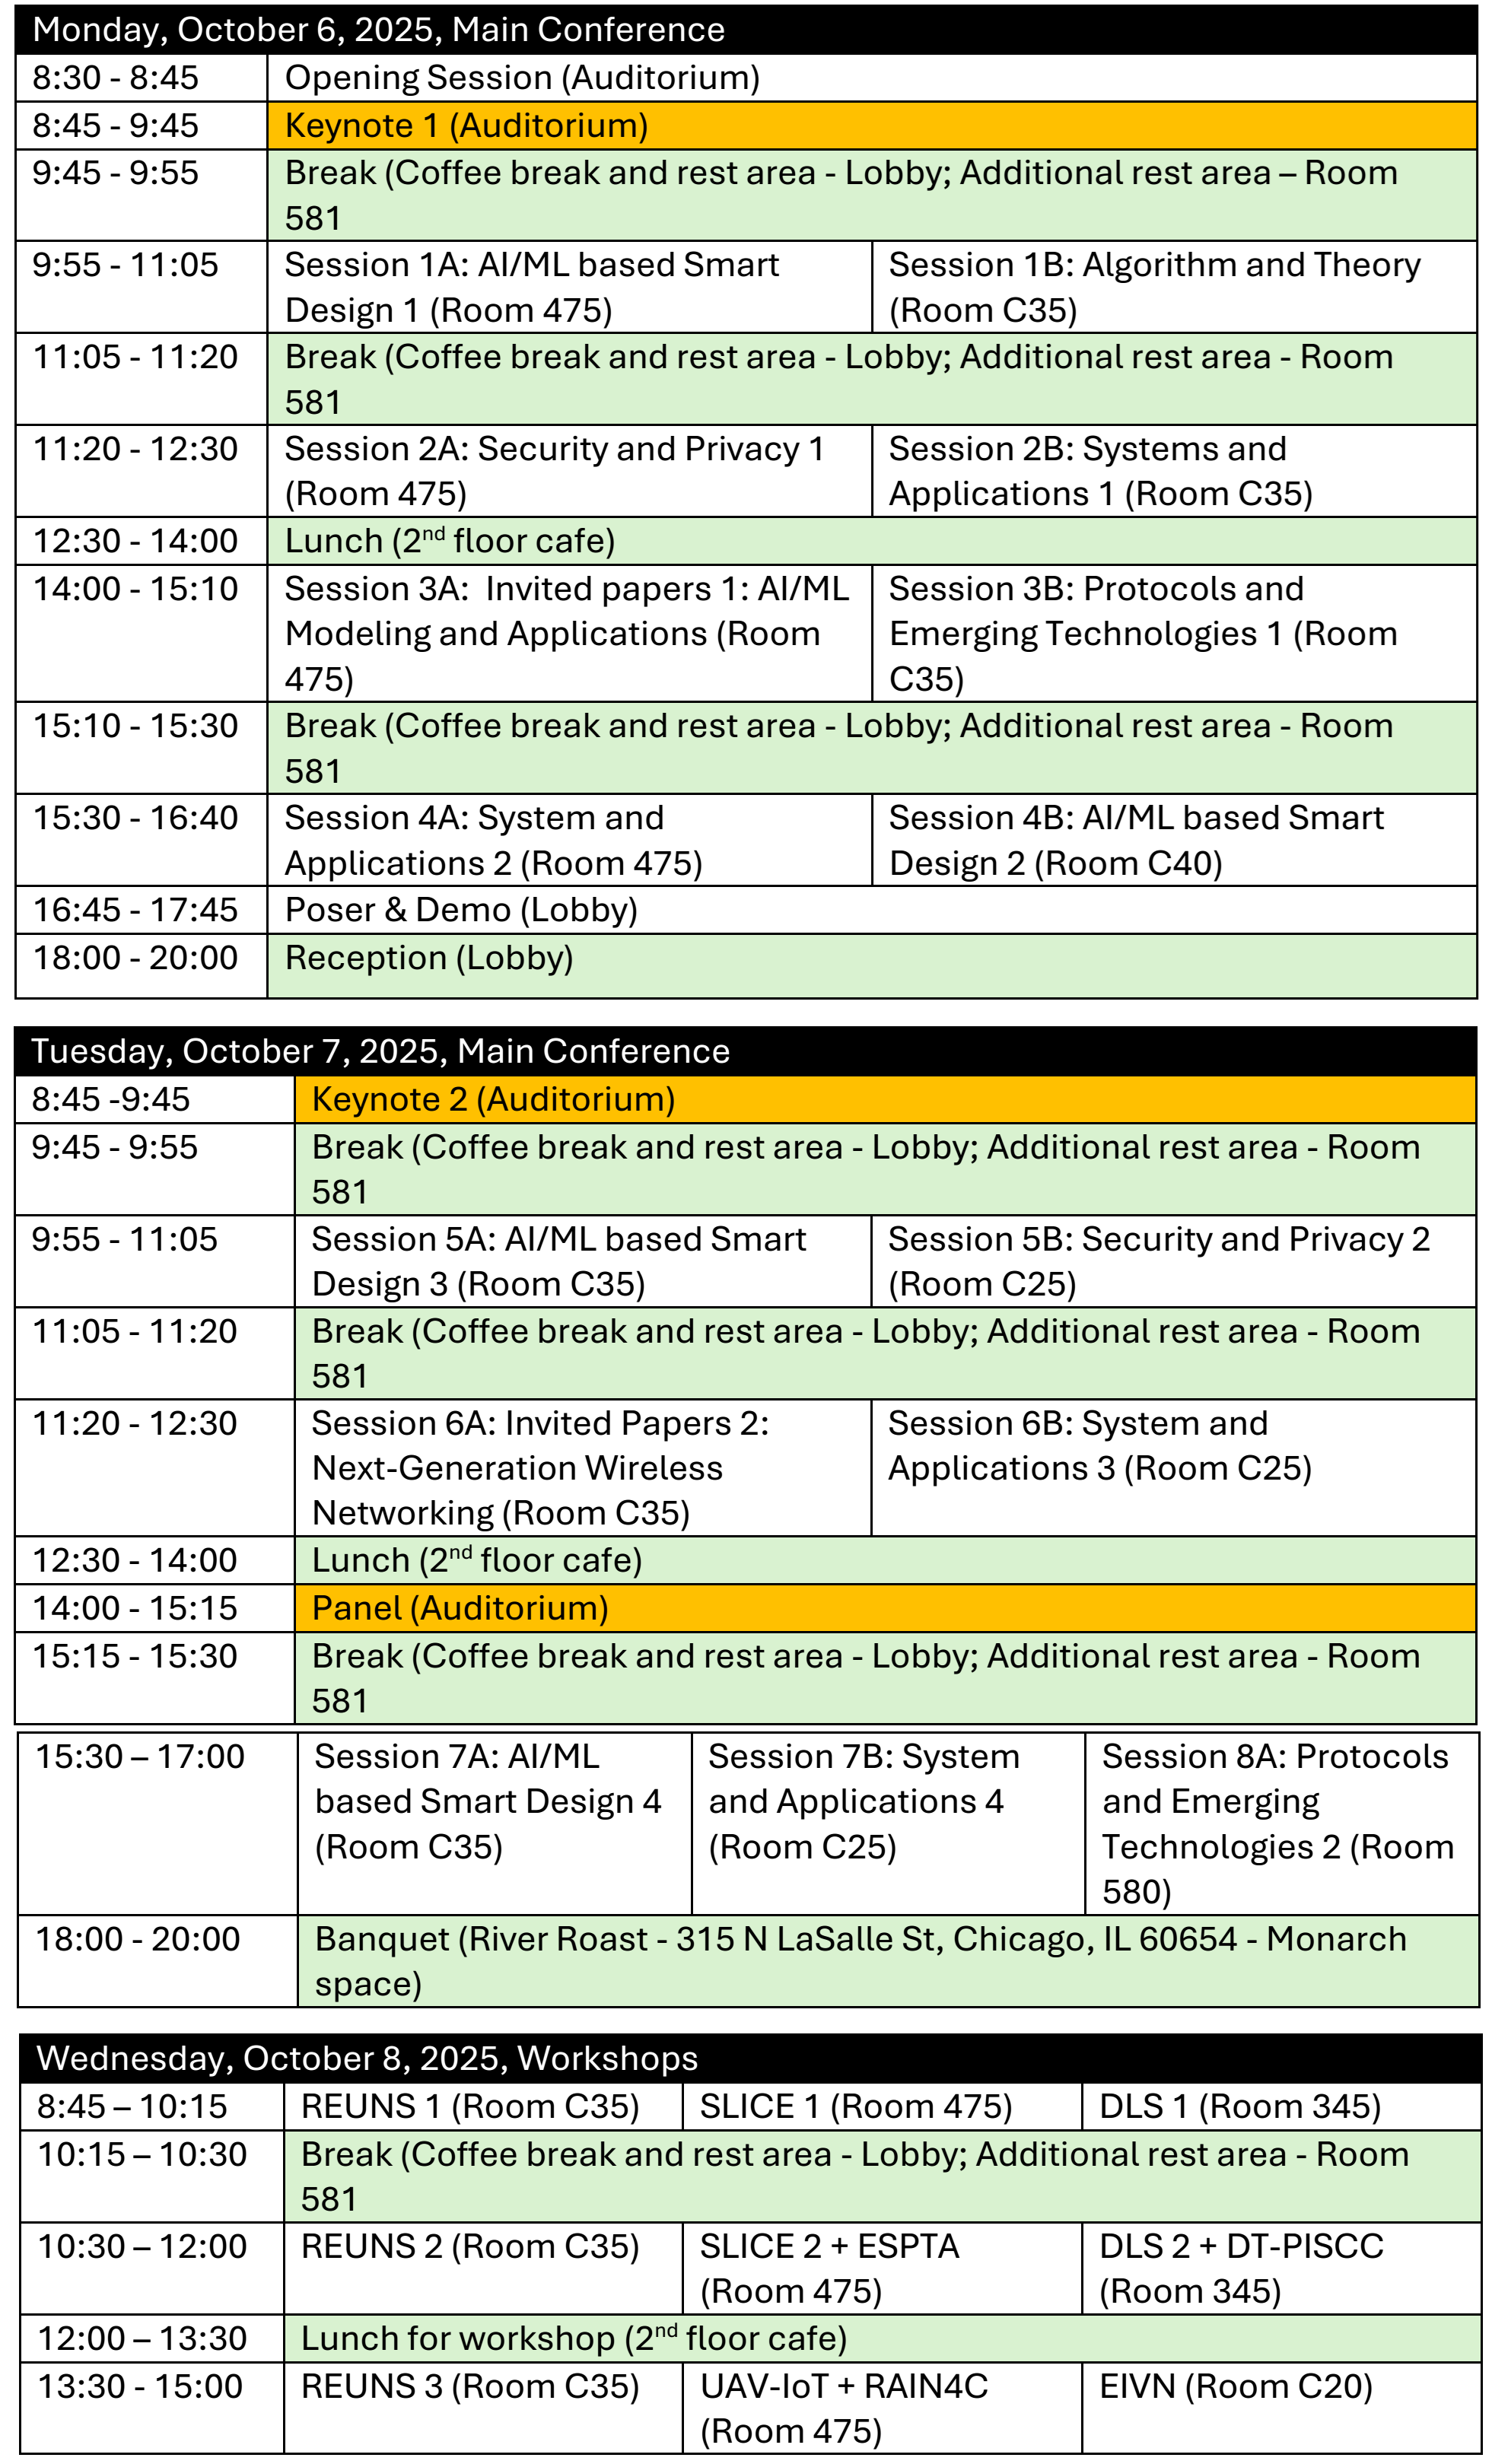 Monday, October 6, 2025, Main Conference
8:30 - 8:45 Opening Session (Auditorium)
8:45 - 9:45 Keynote 1 (Auditorium)
9:45 - 9:55 Break (Coffee break and rest area - Lobby; Additional rest area – Room
581
9:55 - 11:05 Session 1A: AI/ML based Smart
Design 1 (Room 475)
Session 1B: Algorithm and Theory
(Room C35)
11:05 - 11:20 Break (Coffee break and rest area - Lobby; Additional rest area - Room
581
11:20 - 12:30 Session 2A: Security and Privacy 1
(Room 475)
Session 2B: Systems and
Applications 1 (Room C35)
12:30 - 14:00 Lunch (2nd floor cafe)
14:00 - 15:10 Session 3A:  Invited papers 1: AI/ML
Modeling and Applications (Room
475)
Session 3B: Protocols and
Emerging Technologies 1 (Room
C35)
15:10 - 15:30 Break (Coffee break and rest area - Lobby; Additional rest area - Room
581
15:30 - 16:40 Session 4A: System and
Applications 2 (Room 475)
Session 4B: AI/ML based Smart
Design 2 (Room C40)
16:45 - 17:45 Poser & Demo (Lobby)
18:00 - 20:00 Reception (Lobby)
Tuesday, October 7, 2025, Main Conference
8:45 -9:45 Keynote 2 (Auditorium)
9:45 - 9:55 Break (Coffee break and rest area - Lobby; Additional rest area - Room
581
9:55 - 11:05 Session 5A: AI/ML based Smart
Design 3 (Room C35)
Session 5B: Security and Privacy 2
(Room C25)
11:05 - 11:20 Break (Coffee break and rest area - Lobby; Additional rest area - Room
581
11:20 - 12:30 Session 6A: Invited Papers 2:
Next-Generation Wireless
Networking (Room C35)
Session 6B: System and
Applications 3 (Room C25)
12:30 - 14:00 Lunch (2nd floor cafe)
14:00 - 15:15 Panel (Auditorium)
15:15 - 15:30 Break (Coffee break and rest area - Lobby; Additional rest area - Room
581
15:30 – 17:00 Session 7A: AI/ML
based Smart Design 4
(Room C35)
Session 7B: System
and Applications 4
(Room C25)
Session 8A: Protocols
and Emerging
Technologies 2 (Room
580)
18:00 - 20:00 Banquet (River Roast - 315 N LaSalle St, Chicago, IL 60654 - Monarch
space)
Wednesday, October 8, 2025, Workshops
8:45 – 10:15 REUNS 1 (Room C35) SLICE 1 (Room 475) DLS 1 (Room 345)
10:15 – 10:30 Break (Coffee break and rest area - Lobby; Additional rest area - Room
581
10:30 – 12:00 REUNS 2 (Room C35)
SLICE 2 + ESPTA
(Room 475)
DLS 2 + DT-PISCC
(Room 345)
12:00 – 13:30 Lunch for workshop (2nd floor cafe)
13:30 - 15:00 REUNS 3 (Room C35)
UAV-IoT + RAIN4C
(Room 475)
EIVN (Room C20)